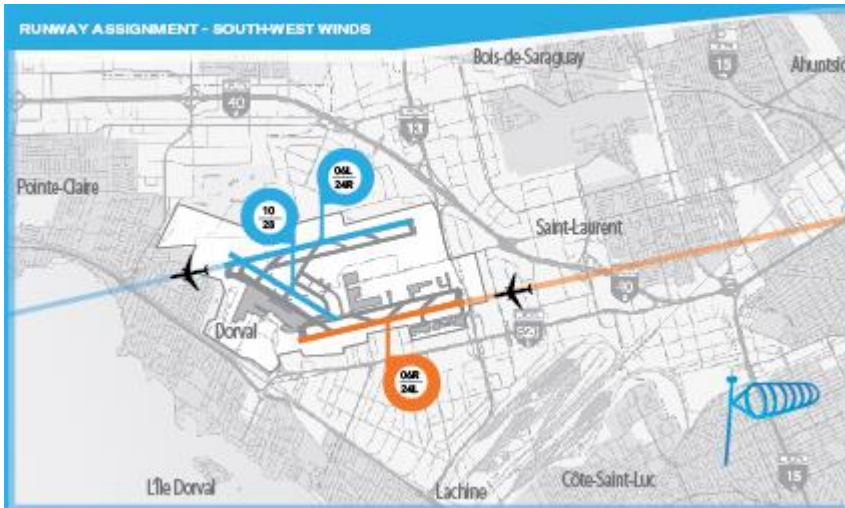 RUNWAY ASSIGNMENT - SOUTH-WEST WINDS
Bois-de-Saraguay
15
Ahuntsic
40
13
Pointe-Claire
06L
24R
10
28
Saint-Laurent
40
Dorval
520
06R
24L
L'Île Dorval
Lachine
Côte-Saint-Luc
15